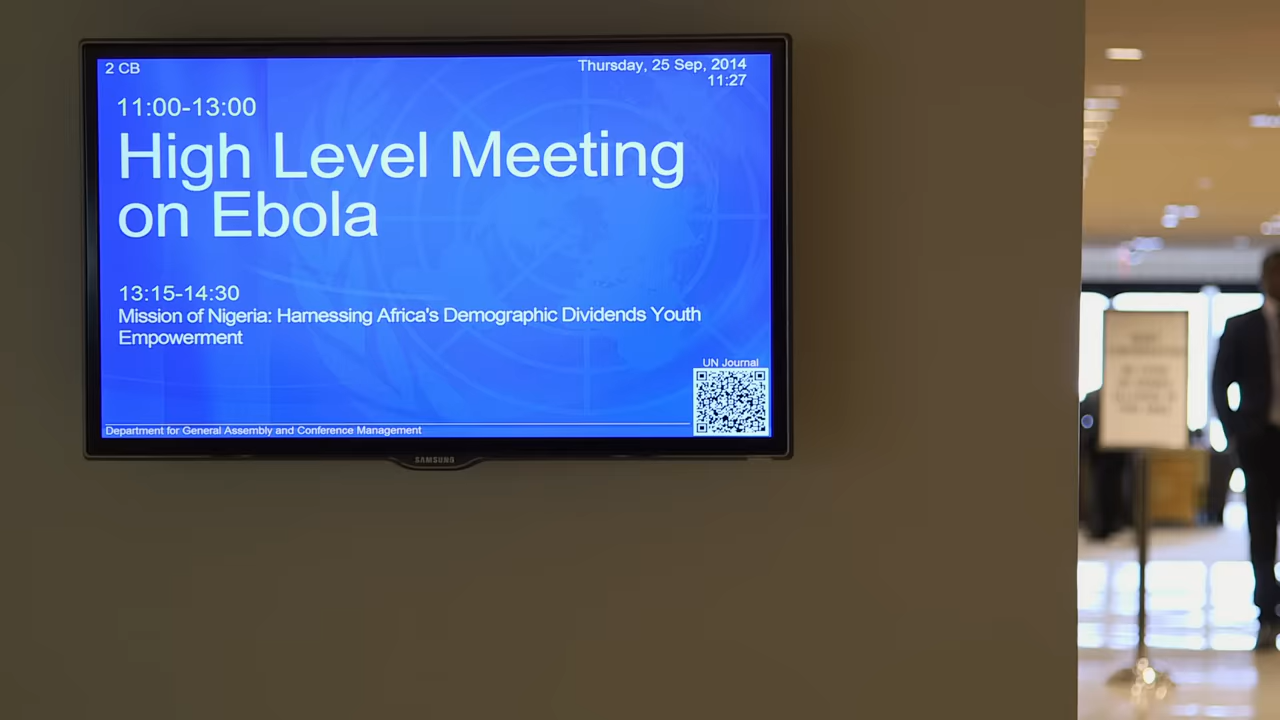 2 CB
Thursday, 25 Sep, 2014
11:27
11:00-13:00
High Level Meeting
on Ebola
13:15-14:30
Mission of Nigeria: Harnessing Africa's Demographic Dividends Youth
Empowerment
UN Journal
Department for General Assembly and Conference Management
SAMSUNG